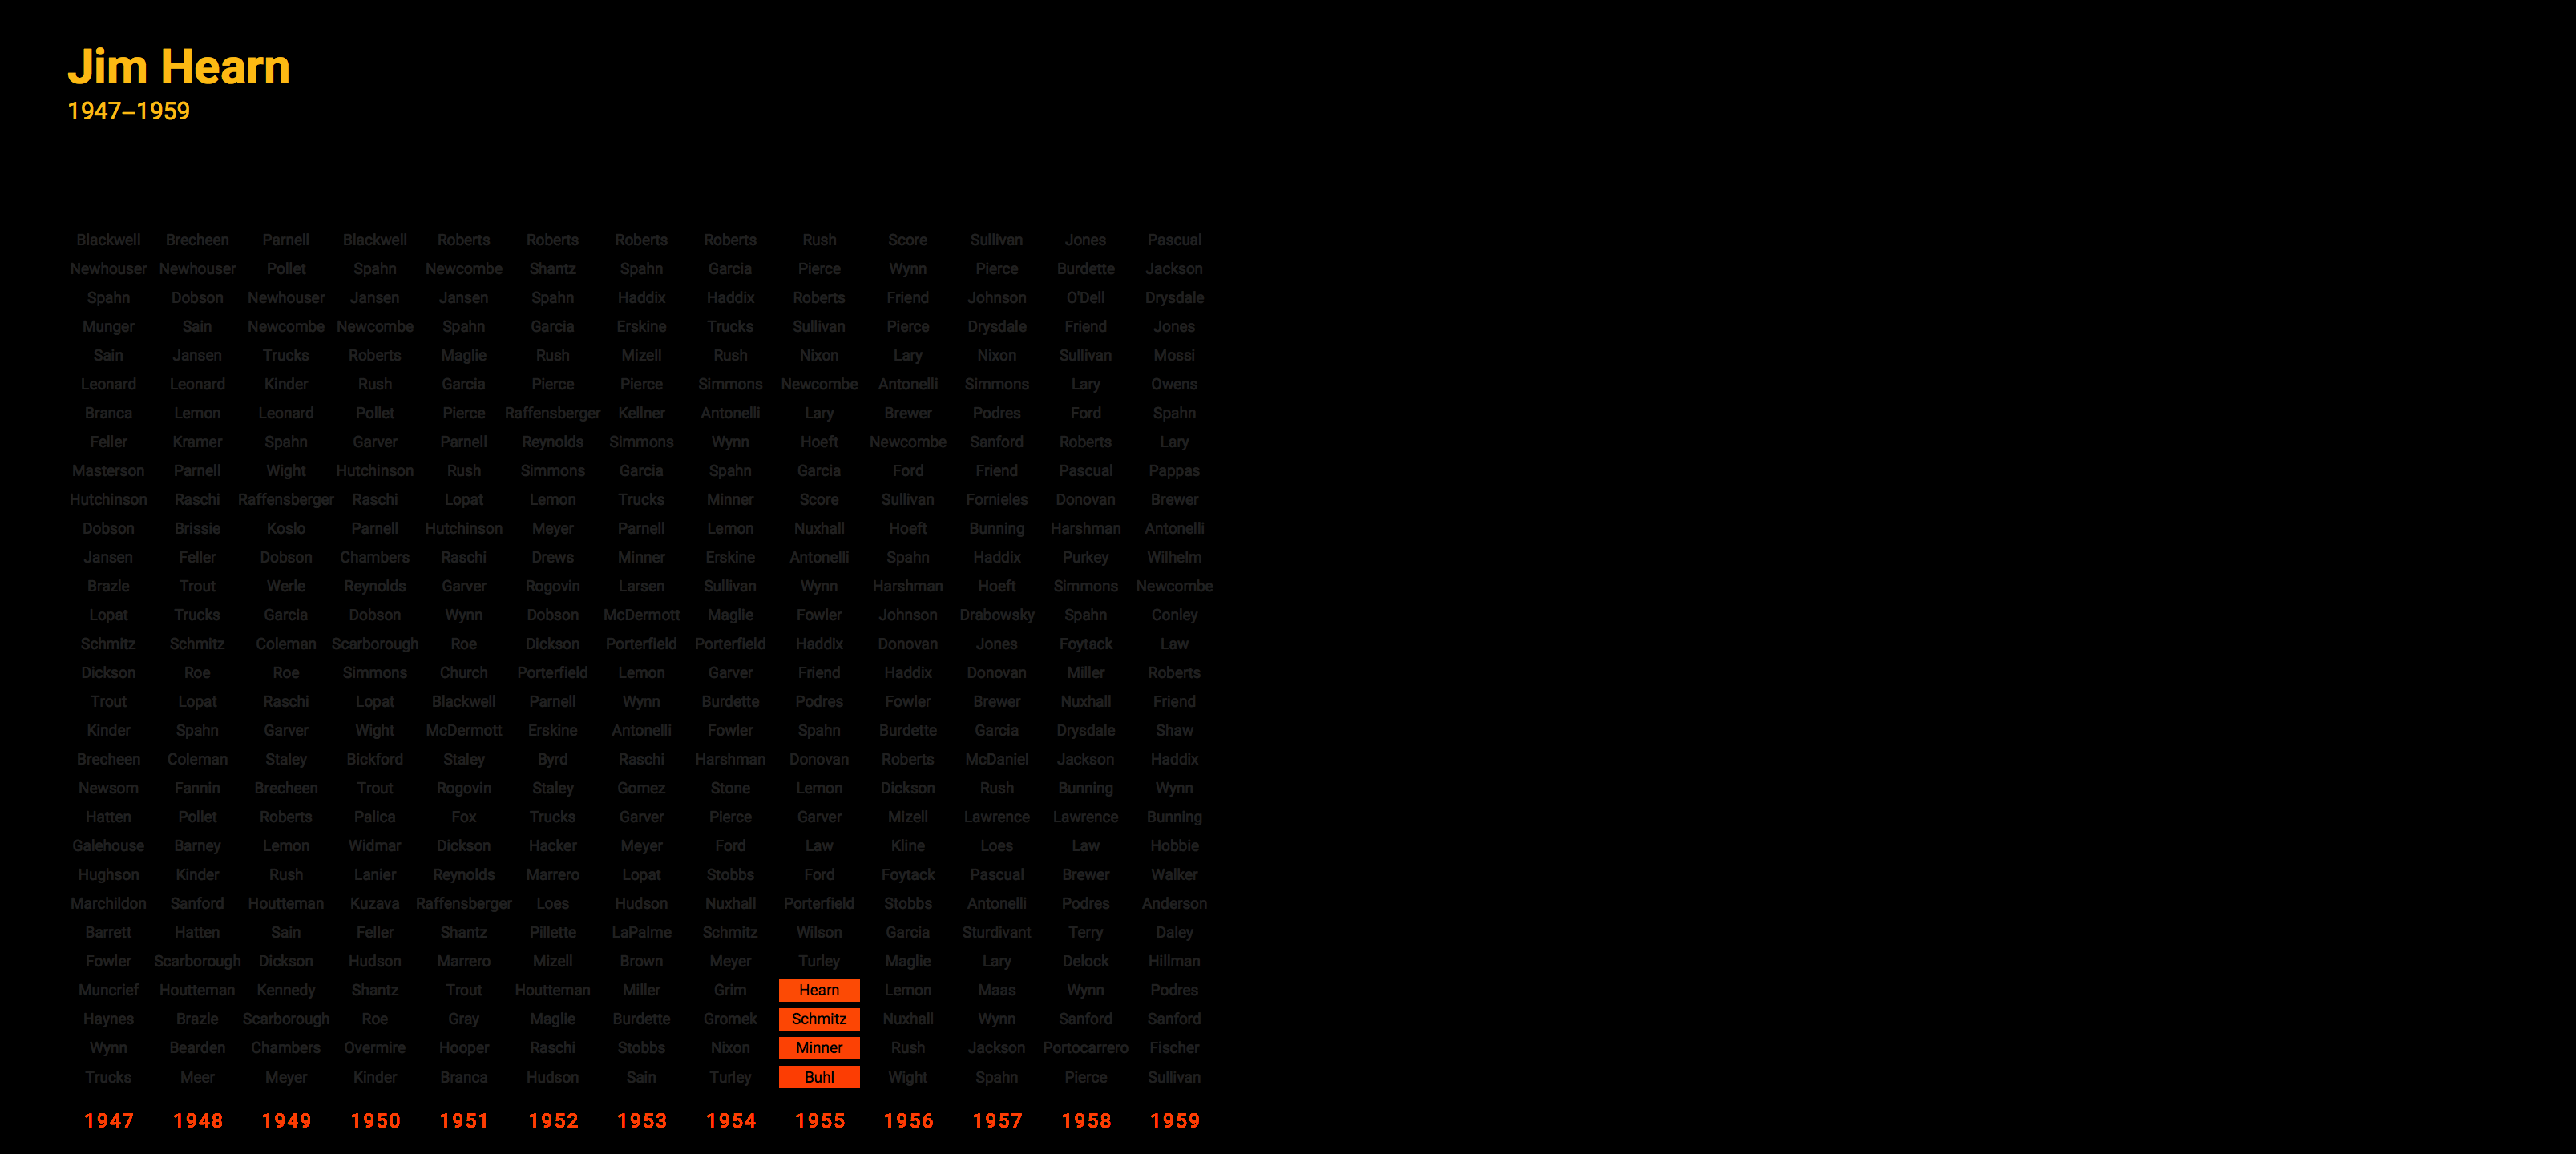 Jim Hearn
1947–1959
Blackwell Brecheen Parnell Blackwell Roberts Roberts Roberts Roberts Rush Score Sullivan Jones Pascual
Newhouser Newhouser Pollet Spahn Newcombe Shantz Spahn Garcia Pierce Wynn Pierce Burdette Jackson
Spahn Dobson Newhouser Jansen Jansen Spahn Haddix Haddix Roberts Friend Johnson O'Dell Drysdale
Munger Sain Newcombe Newcombe Spahn Garcia Erskine Trucks Sullivan Pierce Drysdale Friend Jones
Sain Jansen Trucks Roberts Maglie Rush Mizell Rush Nixon Lary Nixon Sullivan Mossi
Leonard Leonard Kinder Rush Garcia Pierce Pierce Simmons Newcombe Antonelli Simmons Lary Owens
Branca Lemon Leonard Pollet Pierce Raffensberger Kellner Antonelli Lary Brewer Podres Ford Spahn
Feller Kramer Spahn Garver Parnell Reynolds Simmons Wynn Hoeft Newcombe Sanford Roberts Lary
Masterson Parnell Wight Hutchinson Rush Simmons Garcia Spahn Garcia Ford Friend Pascual Pappas
Hutchinson Raschi Raffensberger Raschi Lopat Lemon Trucks Minner Score Sullivan Fornieles Donovan Brewer
Dobson Brissie Koslo Parnell Hutchinson Meyer Parnell Lemon Nuxhall Hoeft Bunning Harshman Antonelli
Jansen Feller Dobson Chambers Raschi Drews Minner Erskine Antonelli Spahn Haddix Purkey Wilhelm
Brazle Trout Werle Reynolds Garver Rogovin Larsen Sullivan Wynn Harshman Hoeft Simmons Newcombe
Lopat Trucks Garcia Dobson Wynn Dobson McDermott Maglie Fowler Johnson Drabowsky Spahn Conley
Schmitz Schmitz Coleman Scarborough Roe Dickson Porterfield Porterfield Haddix Donovan Jones Foytack Law
Dickson Roe Roe Simmons Church Porterfield Lemon Garver Friend Haddix Donovan Miller Roberts
Trout Lopat Raschi Lopat Blackwell Parnell Wynn Burdette Podres Fowler Brewer Nuxhall Friend
Kinder Spahn Garver Wight McDermott Erskine Antonelli Fowler Spahn Burdette Garcia Drysdale Shaw
Brecheen Coleman Staley Bickford Staley Byrd Raschi Harshman Donovan Roberts McDaniel Jackson Haddix
Newsom Fannin Brecheen Trout Rogovin Staley Gomez Stone Lemon Dickson Rush Bunning Wynn
Hatten Pollet Roberts Palica Fox Trucks Garver Pierce Garver Mizell Lawrence Lawrence Bunning
Galehouse Barney Lemon Widmar Dickson Hacker Meyer Ford Law Kline Loes Law Hobbie
Hughson Kinder Rush Lanier Reynolds Marrero Lopat Stobbs Ford Foytack Pascual Brewer Walker
Marchildon Sanford Houtteman Kuzava Raffensberger Loes Hudson Nuxhall Porterfield Stobbs Antonelli Podres Anderson
Barrett Hatten Sain Feller Shantz Pillette LaPalme Schmitz Wilson Garcia Sturdivant Terry Daley
Fowler Scarborough Dickson Hudson Marrero Mizell Brown Meyer Turley Maglie Lary Delock Hillman
Muncrief Houtteman Kennedy Shantz Trout Houtteman Miller Grim Hearn Lemon Maas Wynn Podres
Haynes Brazle Scarborough Roe Gray Maglie Burdette Gromek Schmitz Nuxhall Wynn Sanford Sanford
Wynn Bearden Chambers Overmire Hooper Raschi Stobbs Nixon Minner Rush Jackson Portocarrero Fischer
Trucks Meer Meyer Kinder Branca Hudson Sain Turley Buhl Wight Spahn Pierce Sullivan
1947 1948 1949 1950 1951 1952 1953 1954 1955 1956 1957 1958 1959